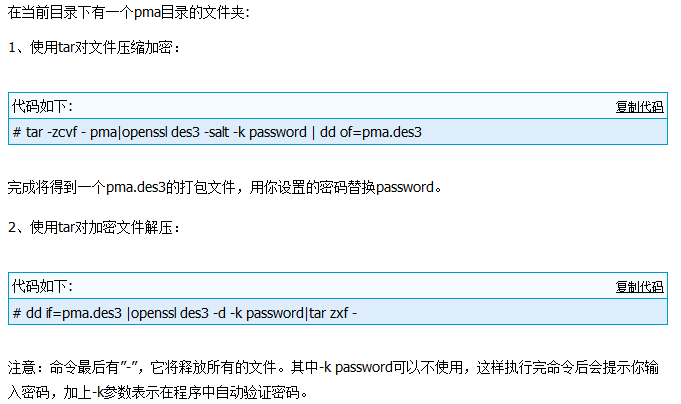 在当前目录下有一个pma目录的文件夹:
1、使用tar对文件压缩加密：
代码如下: 复制代码
# tar -zcvf - pma|openssl des3 -salt -k password | dd of=pma.des3
完成将得到一个pma.des3的打包文件，用你设置的密码替换password。
2、使用tar对加密文件解压：
代码如下: 复制代码
# dd if=pma.des3 |openssl des3 -d -k password|tar zxf -
注意：命令最后有”-”，它将释放所有的文件。其中-k password可以不使用，这样执行完命令后会提示你输
入密码，加上-k参数表示在程序中自动验证密码。